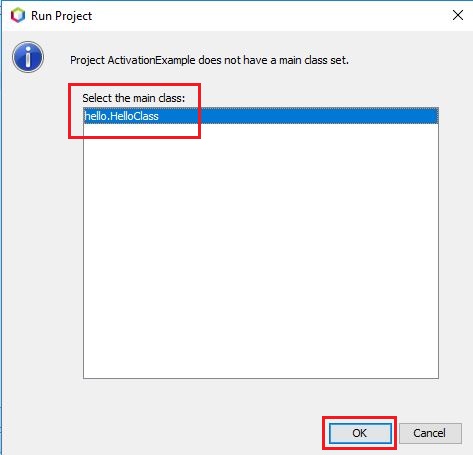 Run Project
Project ActivationExample does not have a main class set.
Select the main class:
hello.HelloClass
OK
Cancel